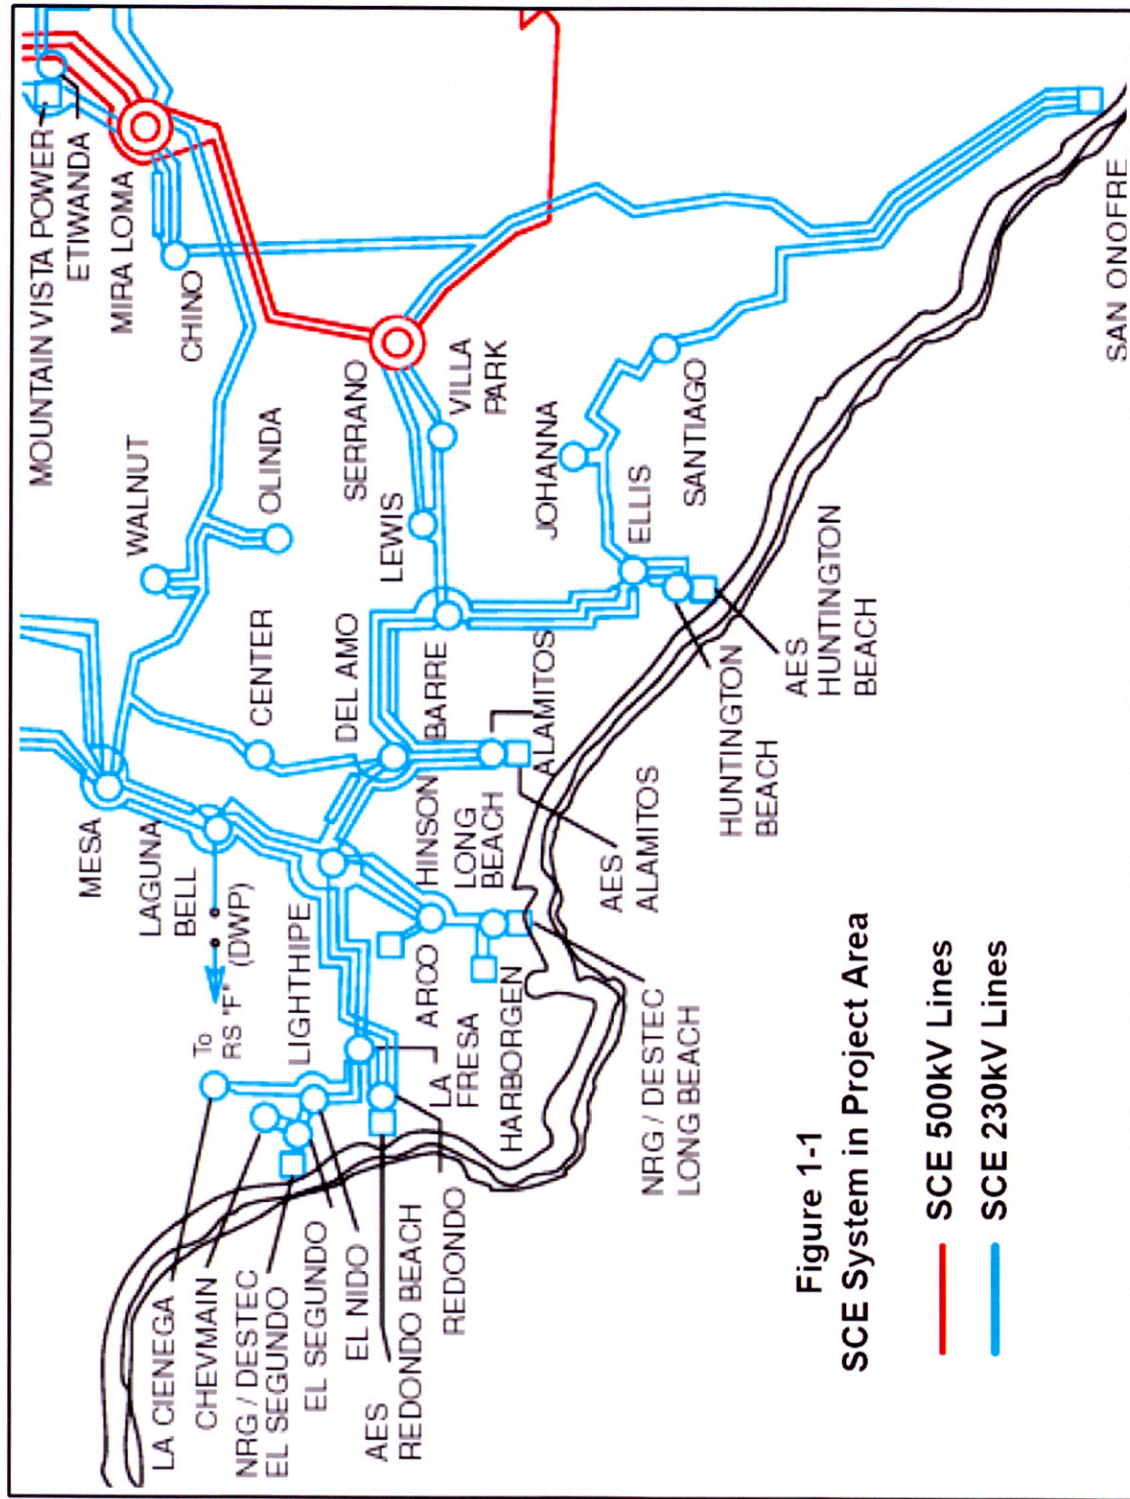 MOUNTAIN VISTA POWER
ETIWANDA
MIRA LOMA
CHINO
WALNUT
OLINDA
SERRANO
VILLA
PARK
LEWIS
JOHANNA
ELLIS
SANTIAGO
SAN ONOFRE
CENTER
DEL AMO
BARRE
ALAMITOS
AES
HUNTINGTON
BEACH
HUNTINGTON
BEACH
MESA
LAGUNA
BELL
HINSON
LONG
BEACH
AES
ALAMITOS
To
RS "F"
(DWP)
LIGHTHIPE
ARCO
LA
FRESA
HARBORGEN
NRG / DESTEC
LONG BEACH
LA CIENEGA
CHEVMAIN
NRG / DESTEC
EL SEGUNDO
EL SEGUNDO
EL NIDO
AES
REDONDO BEACH
REDONDO
Figure 1-1
SCE System in Project Area
SCE 500kV Lines
SCE 230kV Lines